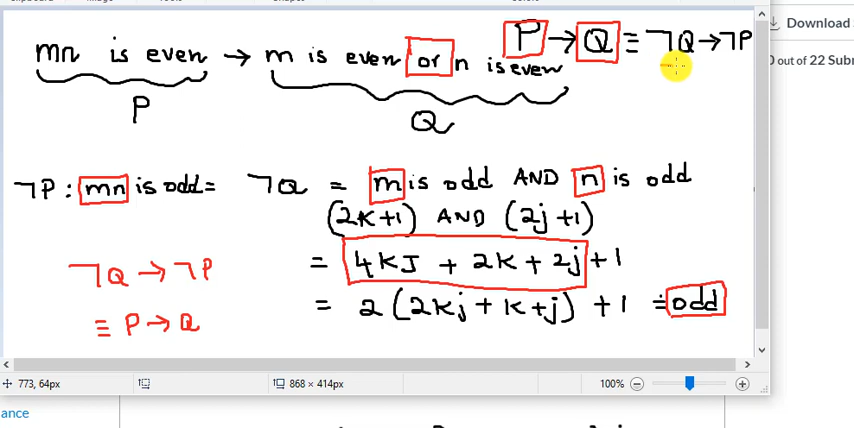 Download
P → Q ≡ ¬Q → ¬P
mn is even → m is even or n is even
P
Q
out of 22 Subm
¬P : mn is odd =
¬Q = m is odd AND n is odd
(2K+1) AND (2j+1)
= 4KJ + 2K + 2j + 1
= 2(2Kj + K + j) + 1 = odd
¬Q → ¬P
≡ P → Q
773, 64px
868 × 414px
100%
ance